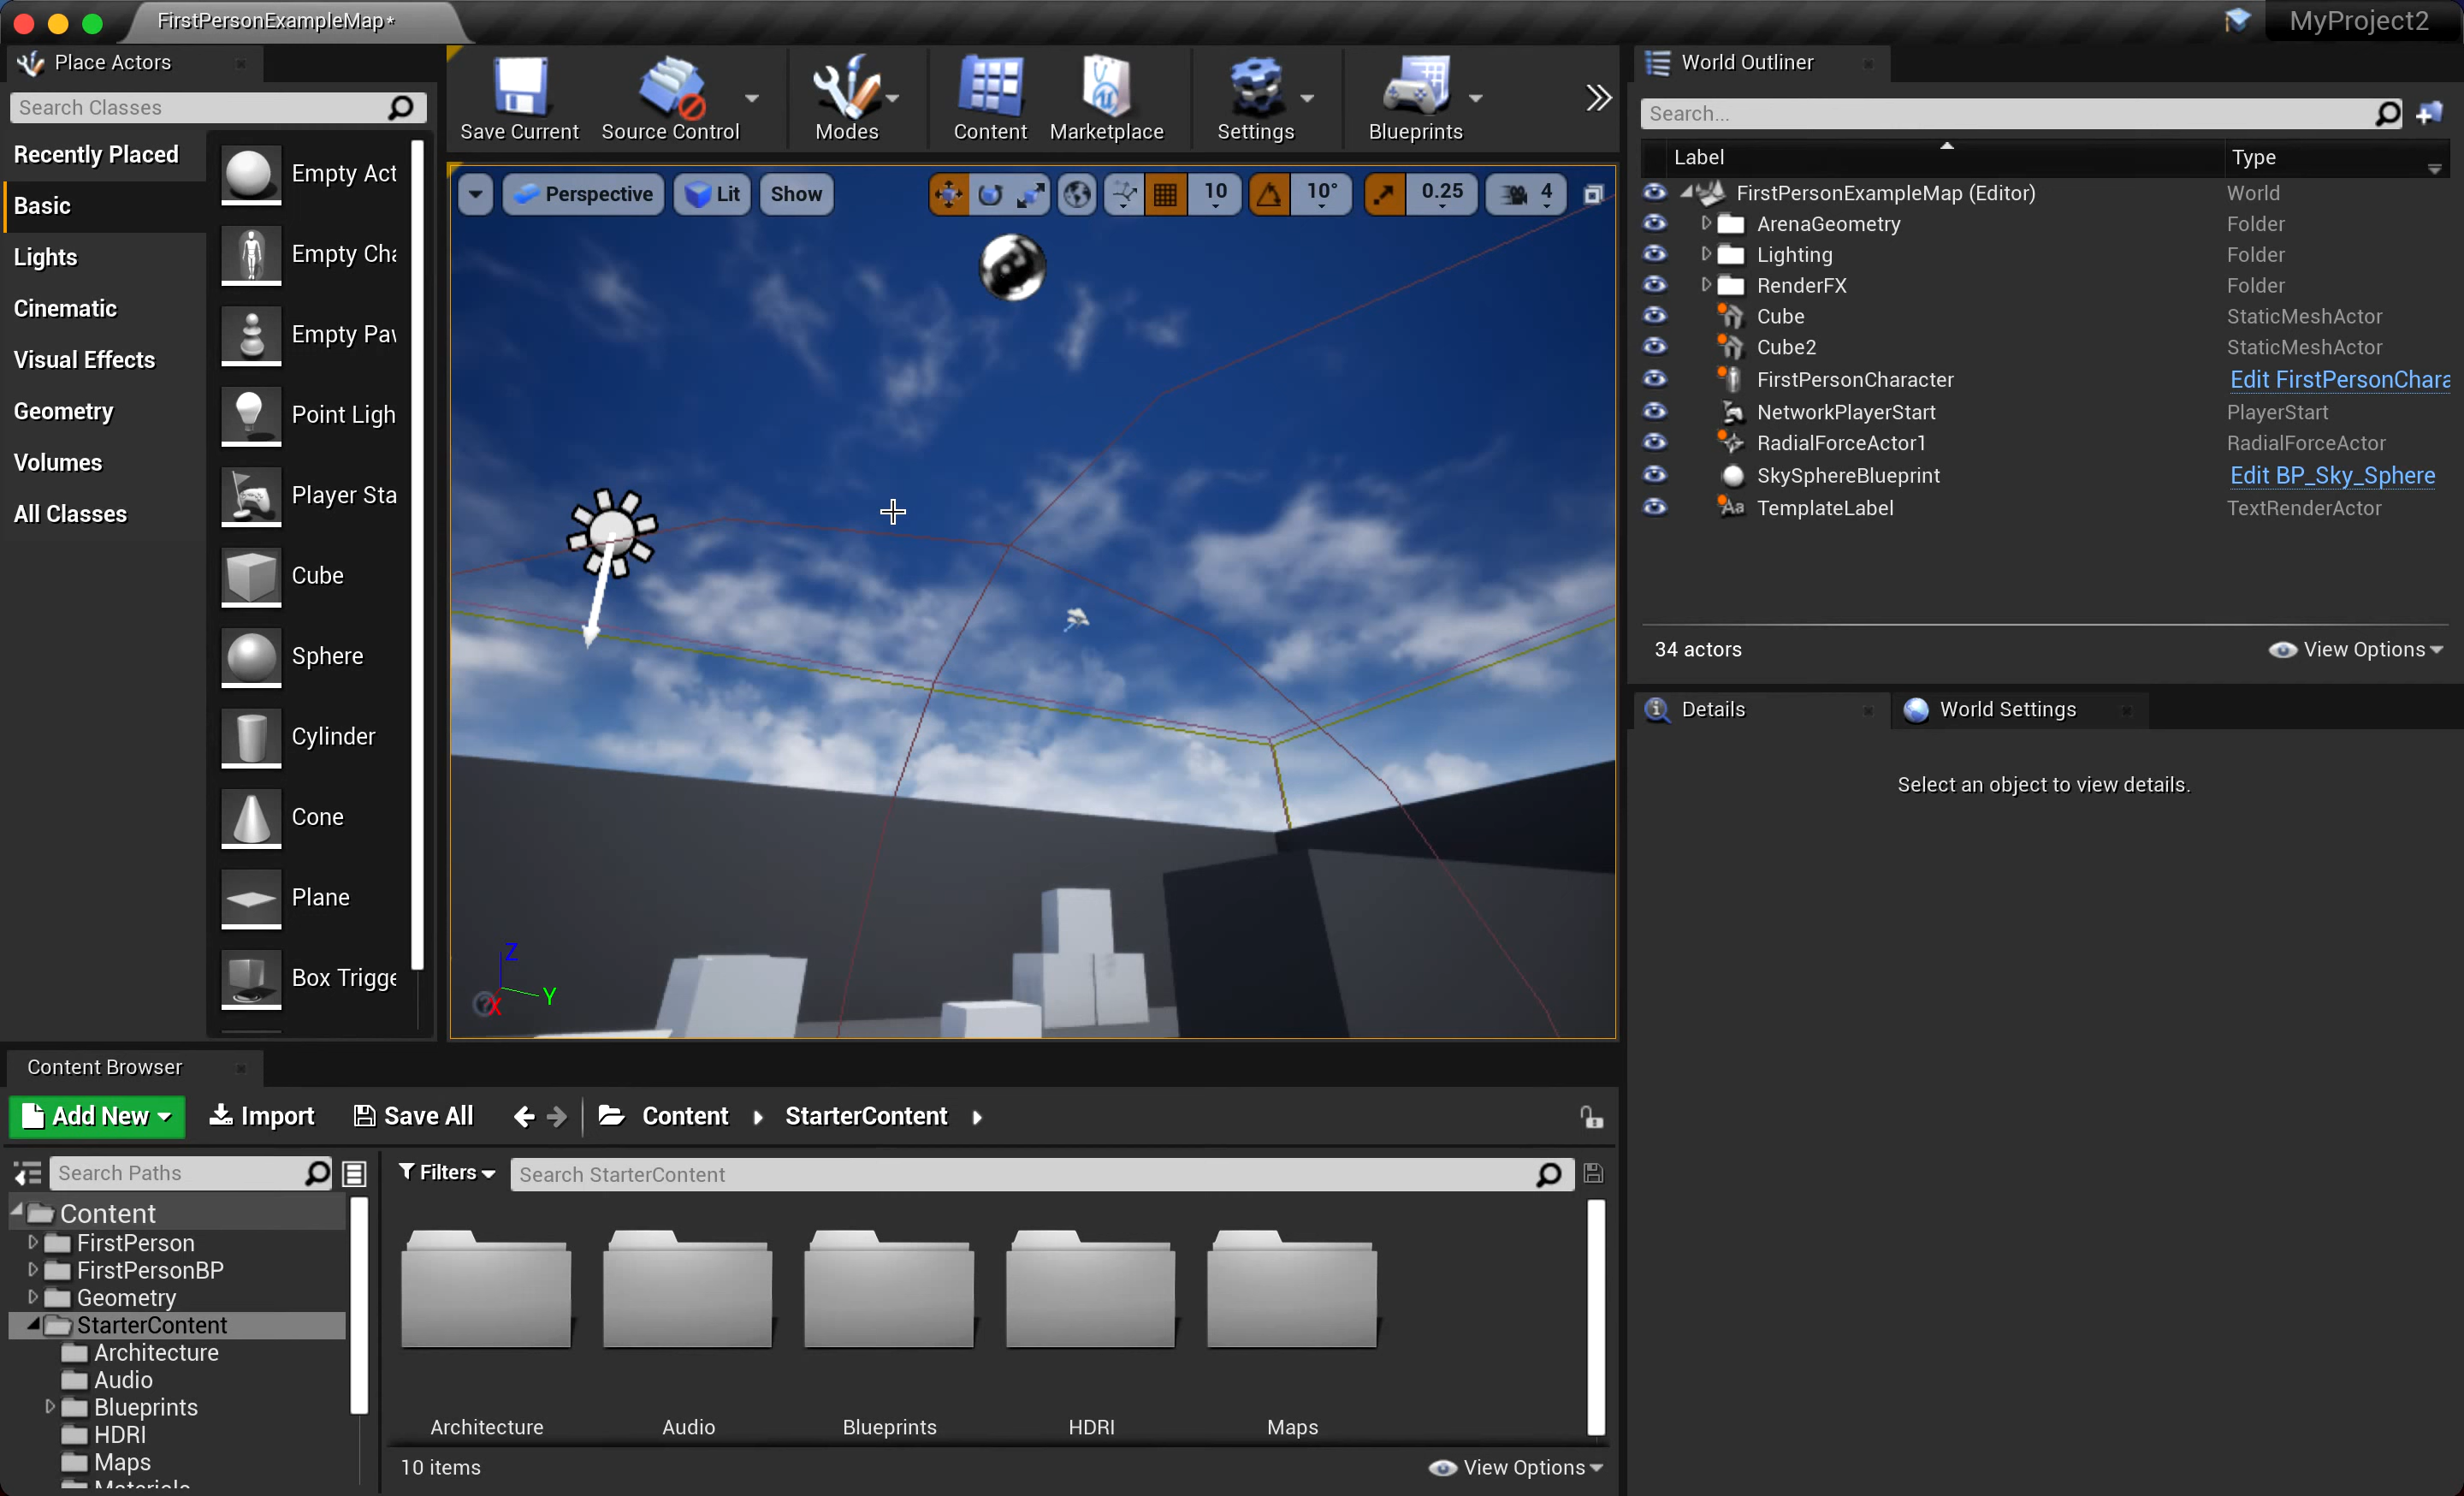 FirstPersonExampleMap*
MyProject2
Place Actors
Search Classes
Recently Placed
Basic
Lights
Cinematic
Visual Effects
Geometry
Volumes
All Classes
Empty Act
Empty Cha
Empty Pav
Point Ligh
Player Sta
Cube
Sphere
Cylinder
Cone
Plane
Box Trigge
Save Current
Source Control
Modes
Content
Marketplace
Settings
Blueprints
Perspective
Lit
Show
10
10°
0.25
4
Z
Y
X
World Outliner
Search...
Label
Type
FirstPersonExampleMap (Editor) World
ArenaGeometry Folder
Lighting Folder
RenderFX Folder
Cube StaticMeshActor
Cube2 StaticMeshActor
FirstPersonCharacter Edit FirstPersonChara
NetworkPlayerStart PlayerStart
RadialForceActor1 RadialForceActor
SkySphereBlueprint Edit BP_Sky_Sphere
Aa TemplateLabel TextRenderActor
34 actors
View Options
Details
World Settings
Select an object to view details.
Content Browser
Add New
Import
Save All
Content
StarterContent
Search Paths
Filters
Search StarterContent
Content
FirstPerson
FirstPersonBP
Geometry
StarterContent
Architecture
Audio
Blueprints
HDRI
Maps
Materials
Architecture
Audio
Blueprints
HDRI
Maps
10 items
View Options